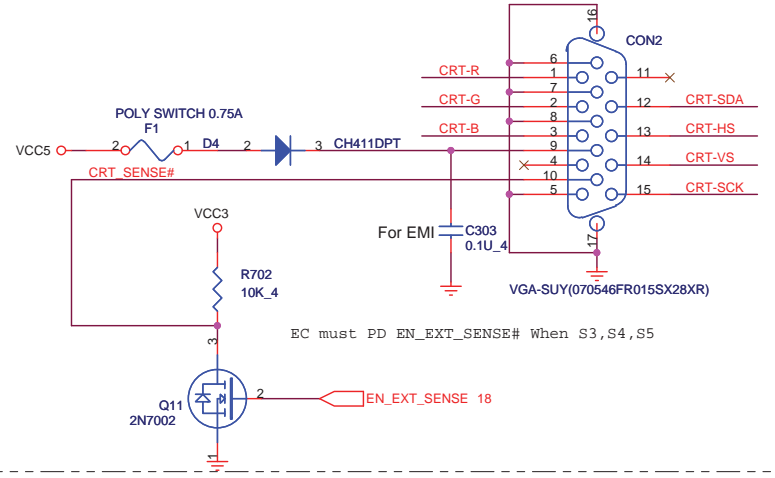 16
CON2
6
CRT-R 1 11
7
CRT-G 2 12 CRT-SDA
8
CRT-B 3 13 CRT-HS
9
4 14 CRT-VS
10
5 15 CRT-SCK
17
POLY SWITCH 0.75A
F1
VCC5 2 1 D4 2 3 CH411DPT
CRT_SENSE#
VCC3
For EMI C303
0.1U_4
R702
10K_4
VGA-SUY(070546FR015SX28XR)
EC must PD EN_EXT_SENSE# When S3,S4,S5
3
Q11
2N7002
2 EN_EXT_SENSE 18
1